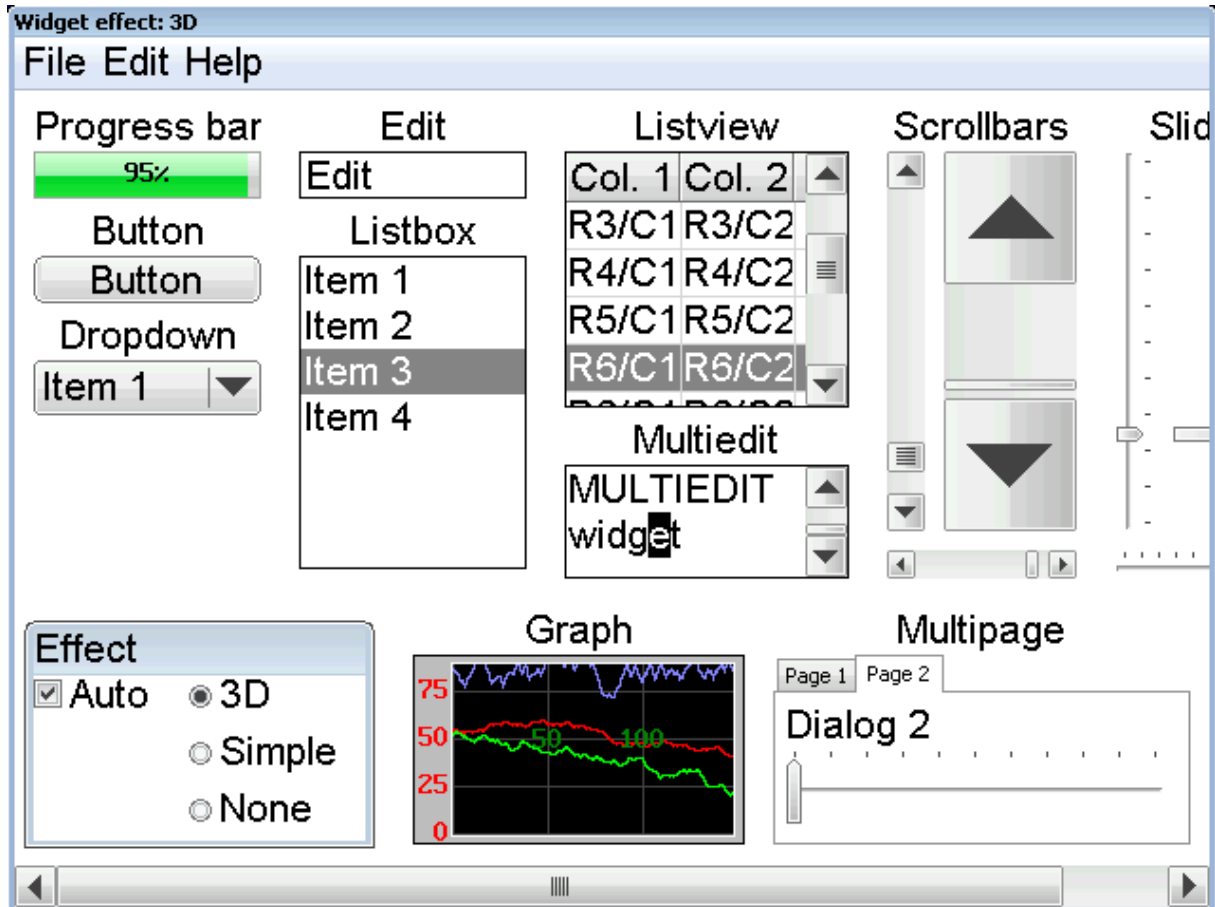 Widget effect: 3D
File Edit Help
Progress bar
95%
Button
Button
Dropdown
Item 1
Edit
Edit
Listbox
Item 1
Item 2
Item 3
Item 4
Listview
Col. 1 Col. 2
R3/C1 R3/C2
R4/C1 R4/C2
R5/C1 R5/C2
R6/C1 R6/C2
Multiedit
MULTIEDIT
widget
Scrollbars
Slid
Effect
Auto
3D
Simple
None
Graph
75
50
25
0
50 100
Multipage
Page 1 Page 2
Dialog 2